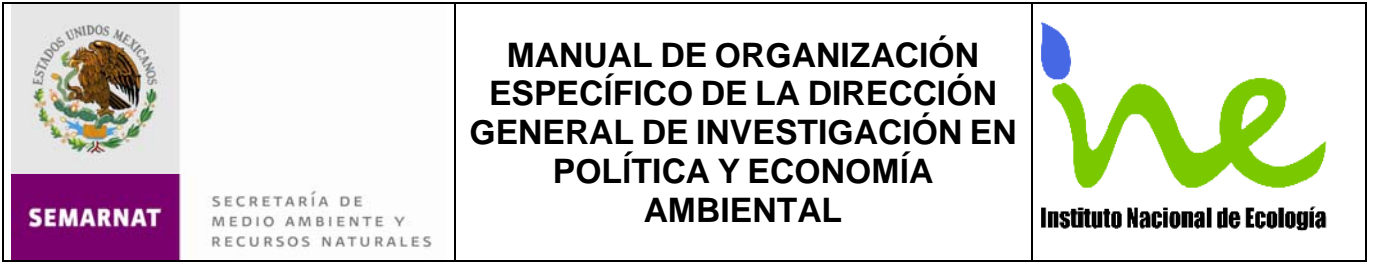 ESTADOS UNIDOS MEXICANOS
SEMARNAT
SECRETARÍA DE
MEDIO AMBIENTE Y
RECURSOS NATURALES
MANUAL DE ORGANIZACIÓN
ESPECÍFICO DE LA DIRECCIÓN
GENERAL DE INVESTIGACIÓN EN
POLÍTICA Y ECONOMÍA
AMBIENTAL
ine
Instituto Nacional de Ecología